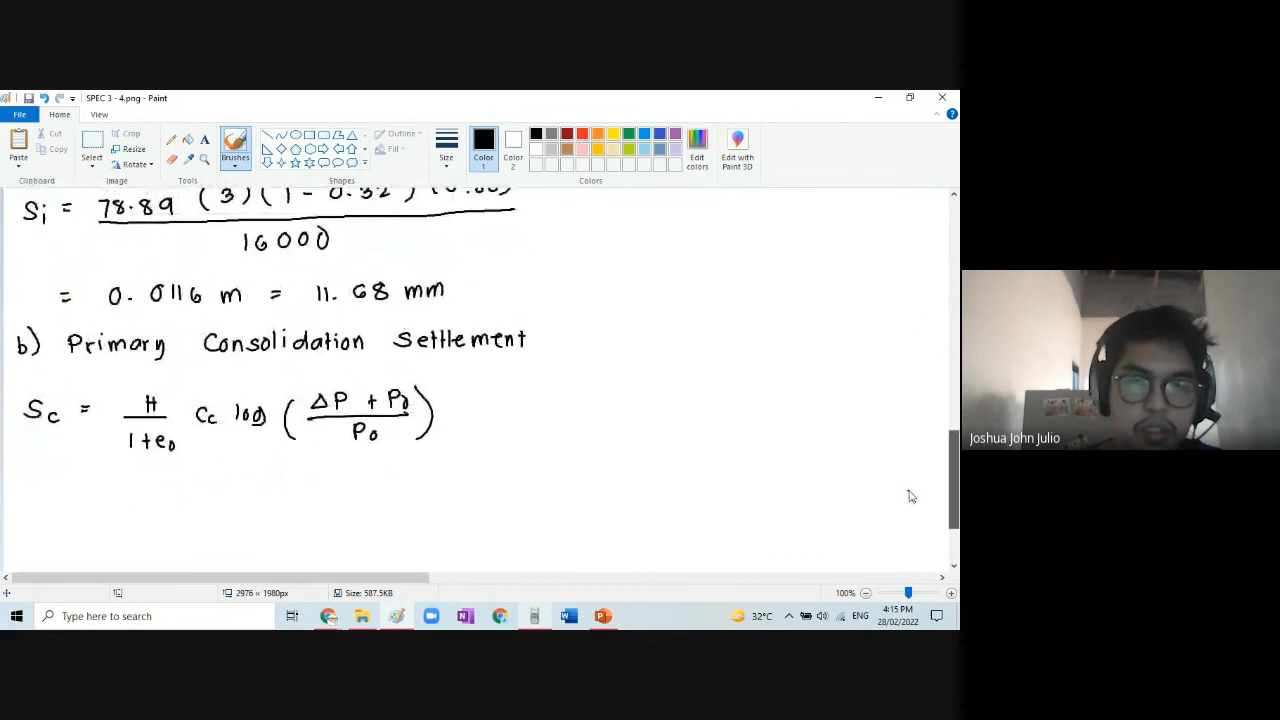 SPEC 3 - 4.png - Paint
File Home View
Paste Cut Copy Clipboard
Select Crop Resize Rotate Image
Tools
Brushes
Shapes Outline Fill
Size
Color 1 Color 2 Edit colors Colors
Edit with Paint 3D
Si = 78.89 (3)(1 - 0.32)
16000
= 0.0116 m = 11.68 mm
b) Primary Consolidation Settlement
Sc = H Cc log (ΔP + P0)
1+e0 P0
Joshua John Julio
2976 × 1980px Size: 587.5KB 100%
Type here to search
32°C ENG 4:15 PM
28/02/2022